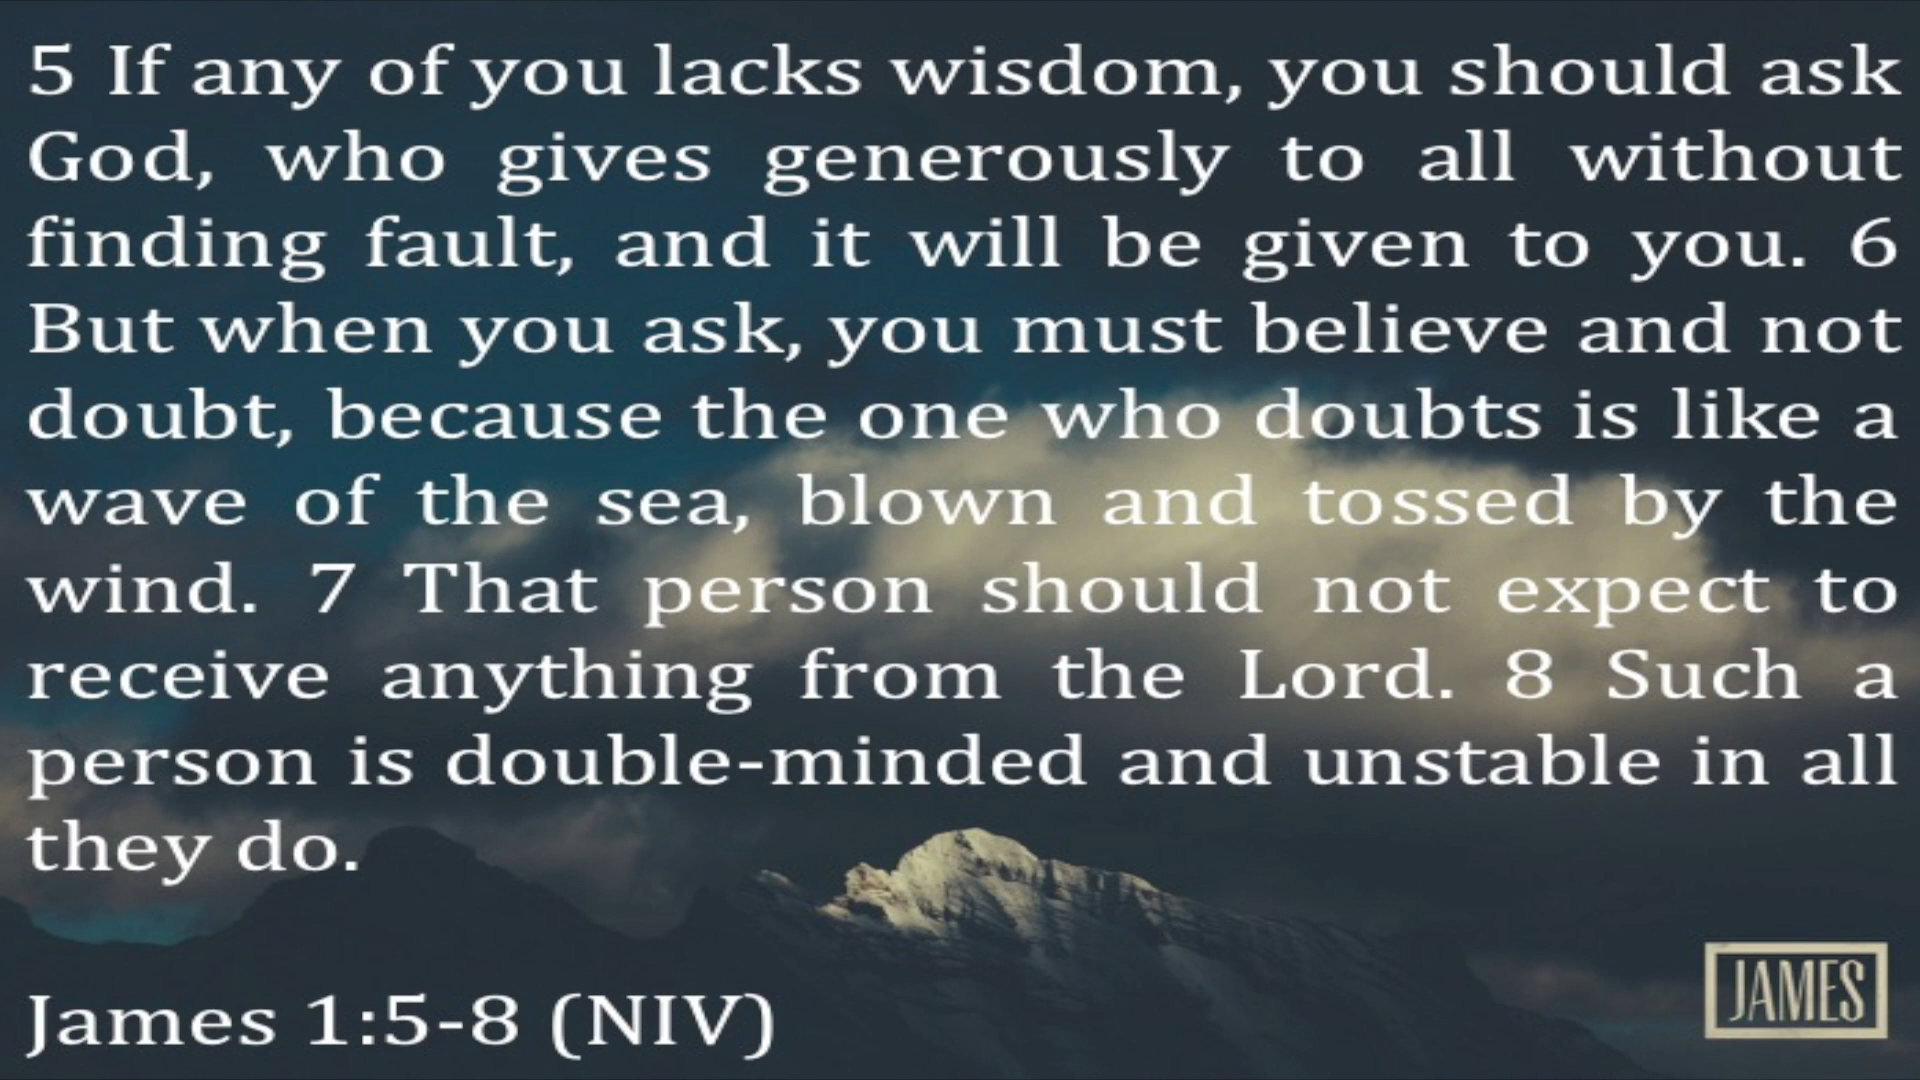 5 If any of you lacks wisdom, you should ask
God, who gives generously to all without
finding fault, and it will be given to you. 6
But when you ask, you must believe and not
doubt, because the one who doubts is like a
wave of the sea, blown and tossed by the
wind. 7 That person should not expect to
receive anything from the Lord. 8 Such a
person is double-minded and unstable in all
they do.
James 1:5-8 (NIV)
JAMES